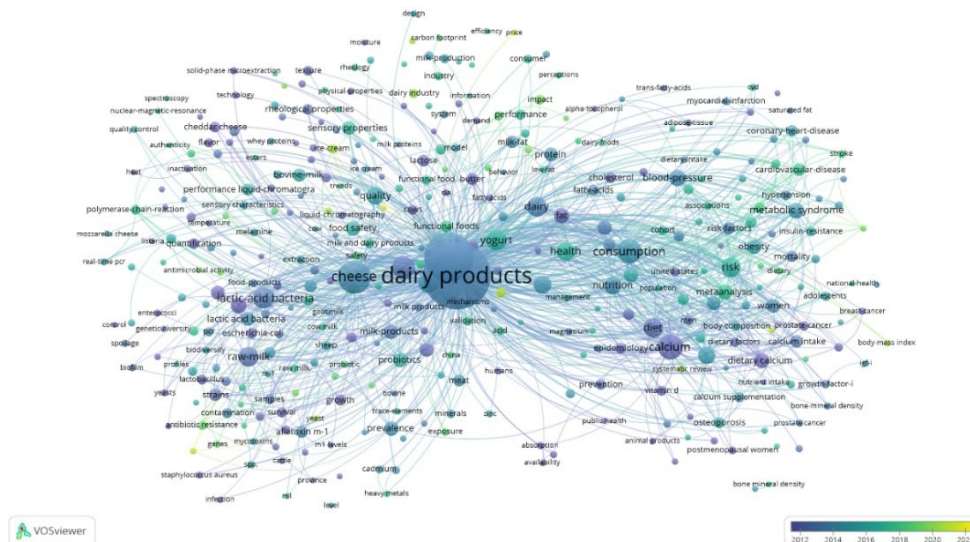 design
carbon footprint
efficiency
price
moisture
rheology
milk-production
consumer
solid-phase microextraction
texture
industry
perceptions
physical properties
technology
dairy industry
information
trans-fatty-acids
cvd
spectroscopy
nuclear-magnetic-resonance
rheological properties
system
demand
impact
performance
alpha-tocopherol
myocardial-infarction
saturated fat
quality control
cheddar cheese
sensory properties
adipose-tissue
coronary-heart-disease
authenticity
flavor
whey proteins
ice-cream
milk proteins
model
milk-fat
dairy foods
stroke
heat
inactivation
esters
lactose
protein
low-fat
dietary-intake
cardiovascular-disease
bovine-milk
trends
ice cream
functional food
butter
behavior
cholesterol
blood-pressure
performance liquid-chromatogra
quality
fatty-acids
fatty-acids
associations
hypertension
polymerase-chain-reaction
sensory characteristics
liquid-chromatography
cows
dairy
fat
cohort
metabolic syndrome
temperature
food safety
functional foods
risk-factors
insulin-resistance
mozzarella cheese
listeria
quantification
melamine
milk and dairy products
yogurt
health
consumption
obesity
mortality
real-time pcr
antimicrobial activity
extraction
safety
cheese
dairy products
united-states
risk
dietary
food-products
nutrition
population
metaanalysis
national-health
lactic-acid bacteria
milk products
mechanisms
management
women
adolescents
enterococci
goat milk
breast-cancer
control
genetic diversity
lactic acid bacteria
cow milk
validation
men
prostate-cancer
spoilage
pcr
escherichia-coli
milk-products
acid
magnesium
diet
body-composition
dietary factors
calcium intake
body-mass index
biodiversity
sheep
epidemiology
calcium
raw-milk
probiotic
probiotics
china
dietary calcium
igf-i
biofilm
profiles
raw milk
humans
systematic review
lactobacillus
meat
prevention
nutrient intake
growth-factor-i
yeasts
strains
samples
growth
bovine
vitamin d
calcium supplementation
contamination
survival
trace-elements
minerals
zinc
bone-mineral density
antibiotic resistance
yeast
aflatoxin m-1
prevalence
exposure
public-health
osteoporosis
prostate cancer
genes
mycotoxins
m1 levels
absorption
animal products
postmenopausal women
spp.
cattle
cadmium
availability
staphylococcus aureus
province
bone mineral density
infection
heavy-metals
level
VOSviewer
2012 2014 2016 2018 2020